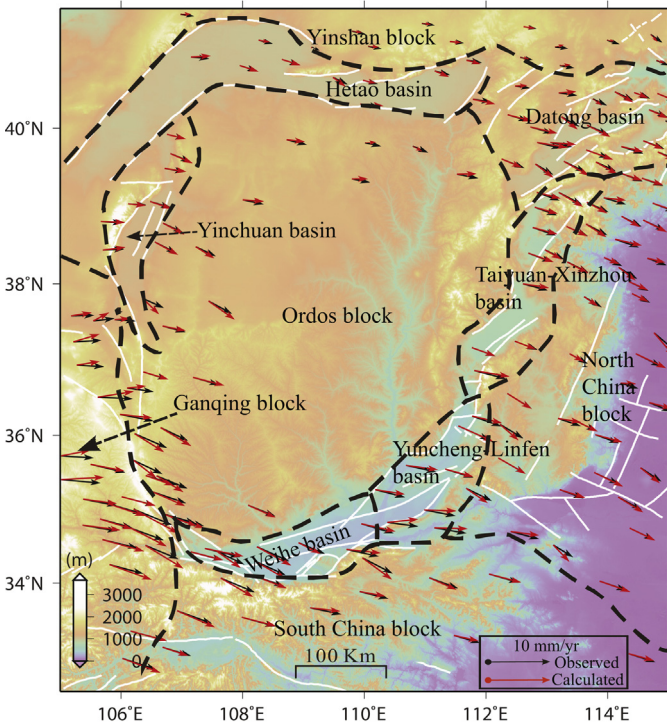 Yinshan block
Hetao basin
Datong basin
40°N
Yinchuan basin
38°N
Taiyuan-Xinzhou
basin
Ordos block
North
China
block
Ganqing block
36°N
Yuncheng-Linfen
basin
Weihe basin
(m)
34°N
3000
2000
1000
0
South China block
100 Km
10 mm/yr
Observed
Calculated
106°E
108°E
110°E
112°E
114°E